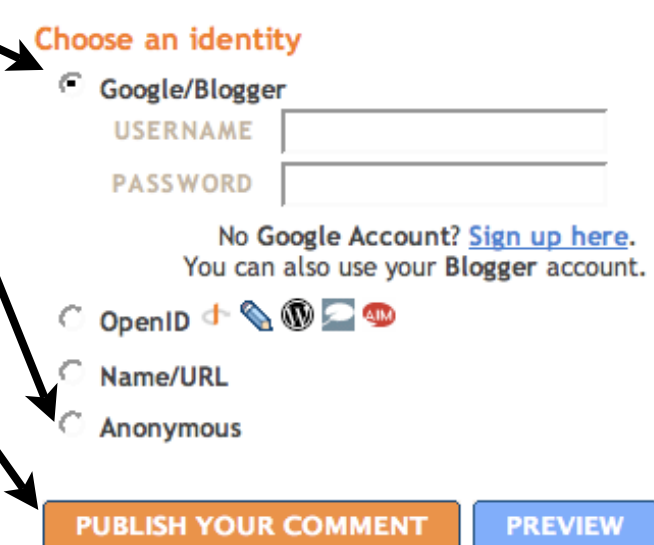 Choose an identity
Google/Blogger
USERNAME
PASSWORD
No Google Account? Sign up here.
You can also use your Blogger account.
OpenID AIM
Name/URL
Anonymous
PUBLISH YOUR COMMENT PREVIEW